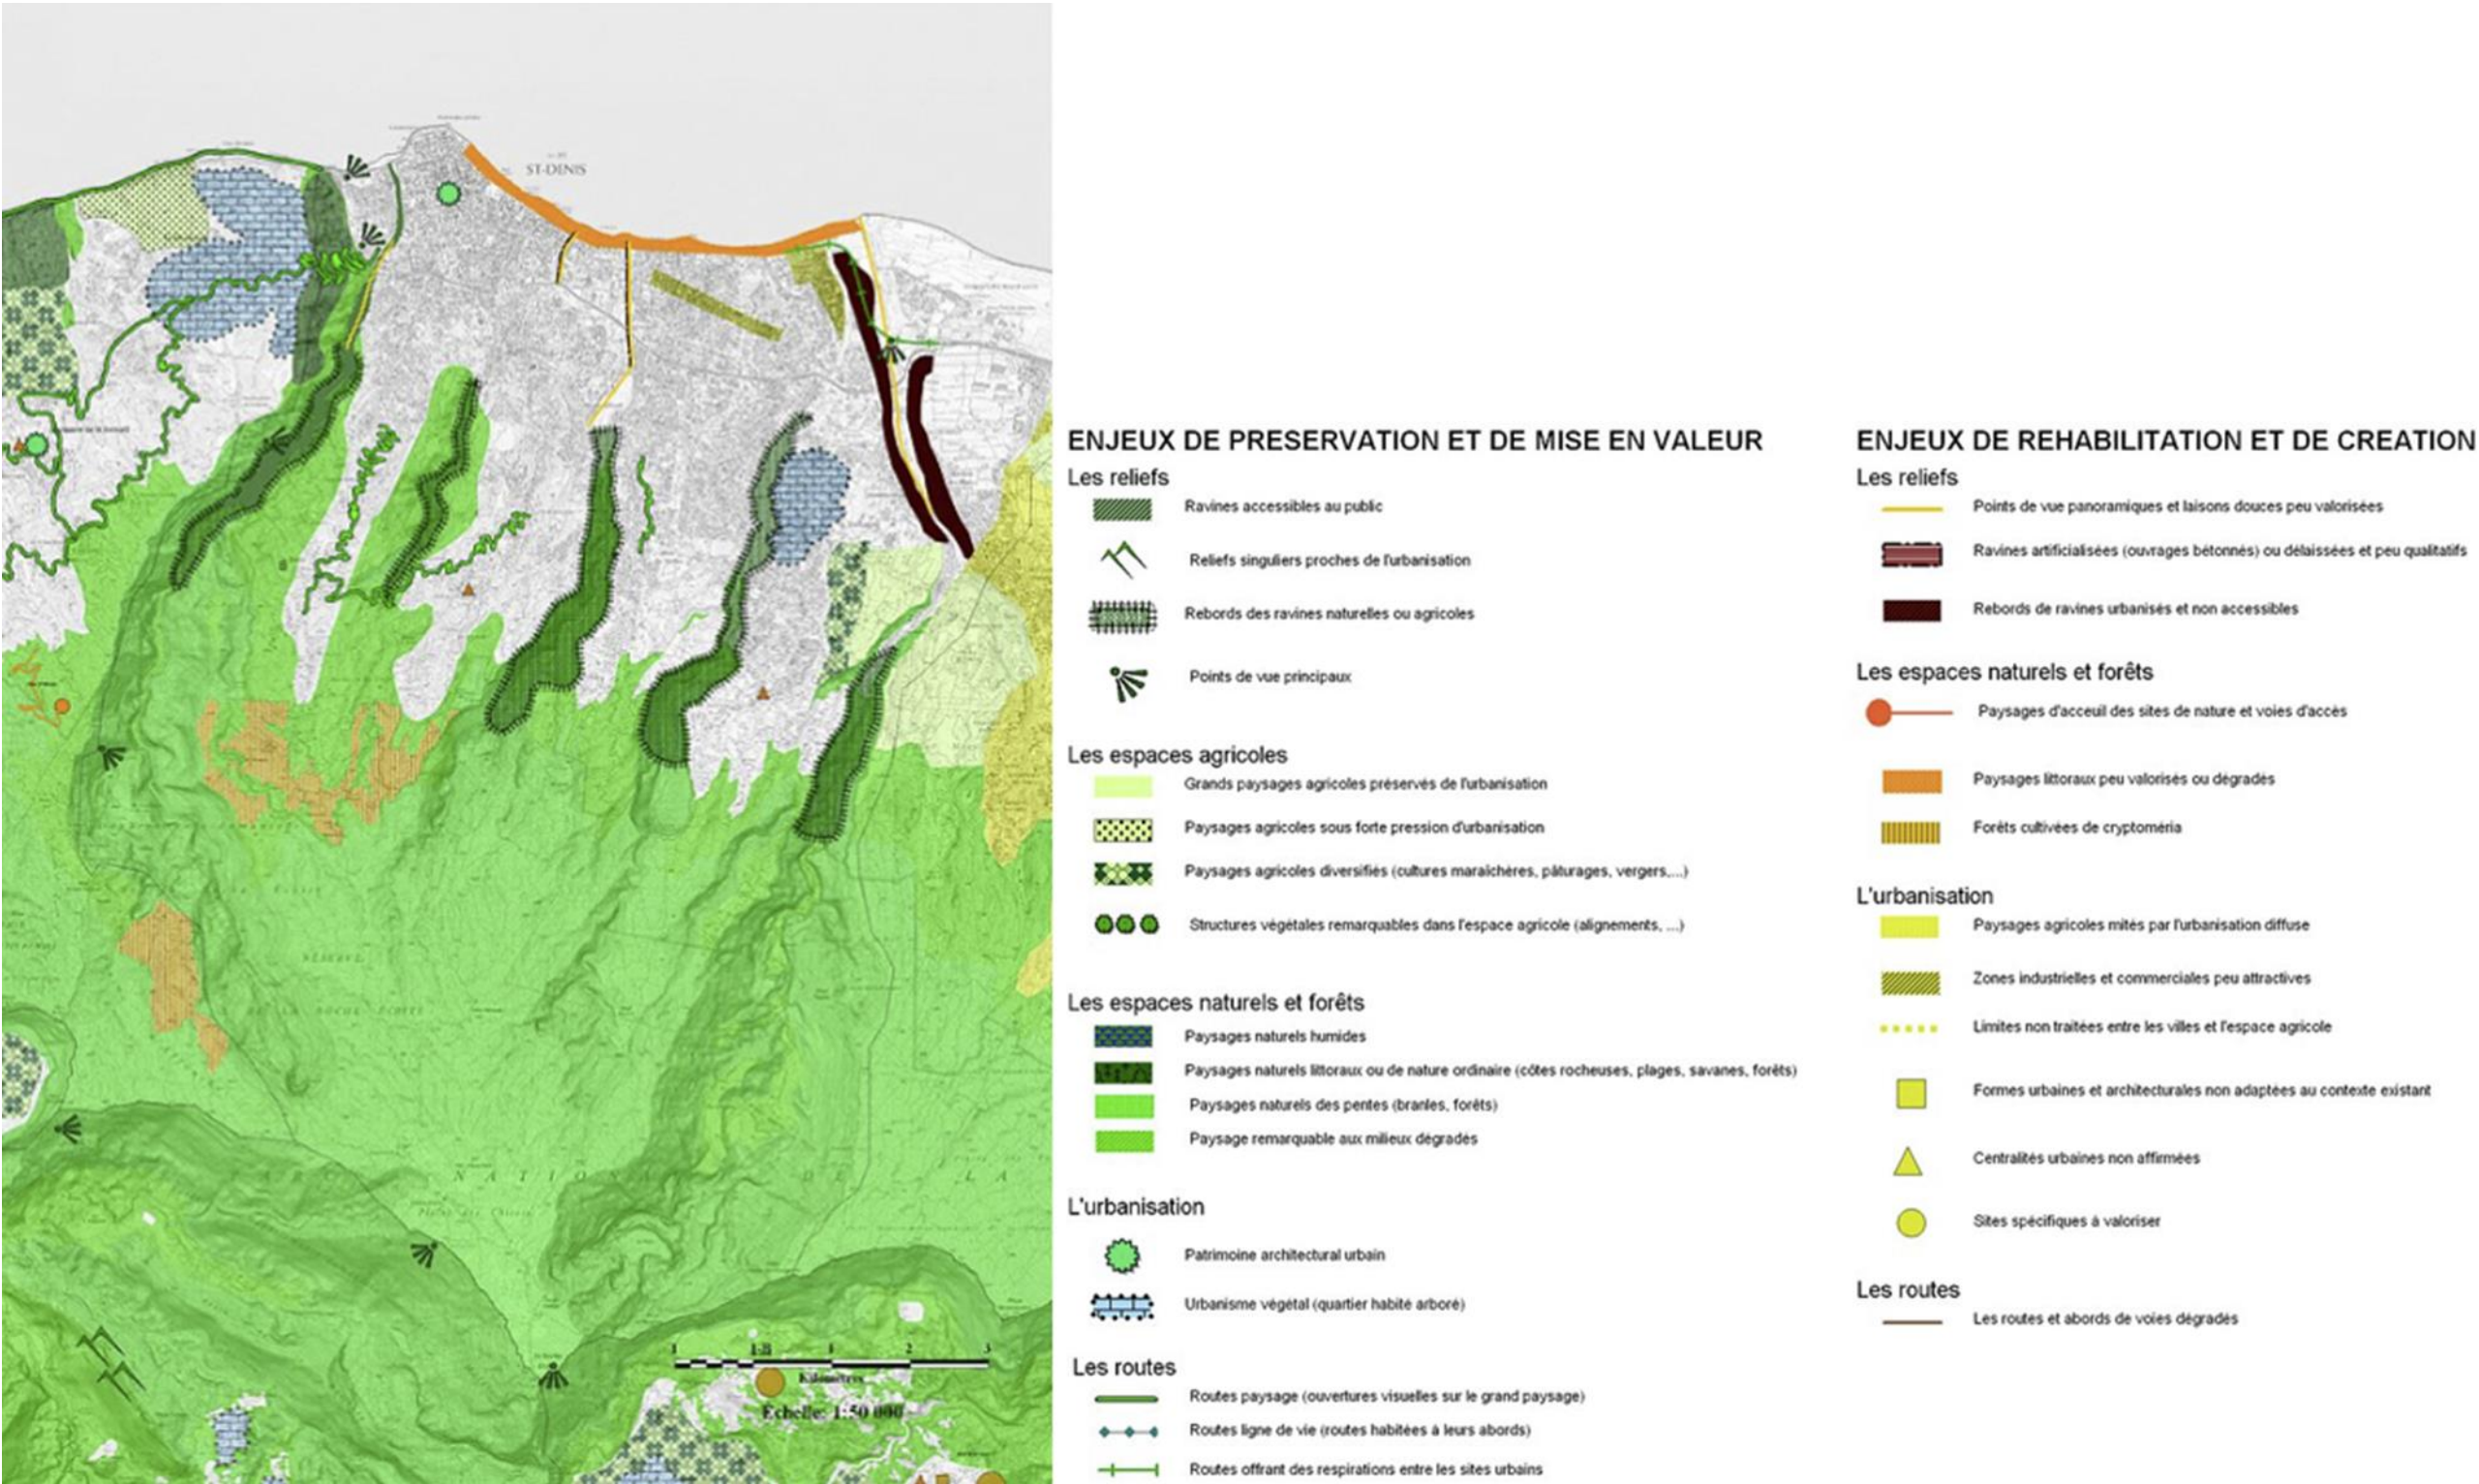 ST-DENIS
N A T I O N
D E
L A
1
1
2
3
Kilomètres
Echelle: 1:50 000
ENJEUX DE PRESERVATION ET DE MISE EN VALEUR
Les reliefs
Ravines accessibles au public
Reliefs singuliers proches de l'urbanisation
Rebords des ravines naturelles ou agricoles
Points de vue principaux
Les espaces agricoles
Grands paysages agricoles préservés de l'urbanisation
Paysages agricoles sous forte pression d'urbanisation
Paysages agricoles diversifiés (cultures maraîchères, pâturages, vergers,...)
Structures végétales remarquables dans l'espace agricole (alignements, ...)
Les espaces naturels et forêts
Paysages naturels humides
Paysages naturels littoraux ou de nature ordinaire (côtes rocheuses, plages, savanes, forêts)
Paysages naturels des pentes (branles, forêts)
Paysage remarquable aux milieux dégradés
L'urbanisation
Patrimoine architectural urbain
Urbanisme végétal (quartier habité arboré)
Les routes
Routes paysage (ouvertures visuelles sur le grand paysage)
Routes ligne de vie (routes habitées à leurs abords)
Routes offrant des respirations entre les sites urbains
ENJEUX DE REHABILITATION ET DE CREATION
Les reliefs
Points de vue panoramiques et laisons douces peu valorisées
Ravines artificialisées (ouvrages bétonnés) ou délaissées et peu qualitatifs
Rebords de ravines urbanisés et non accessibles
Les espaces naturels et forêts
Paysages d'acceuil des sites de nature et voies d'accès
Paysages littoraux peu valorisés ou dégradés
Forêts cultivées de cryptoméria
L'urbanisation
Paysages agricoles mités par l'urbanisation diffuse
Zones industrielles et commerciales peu attractives
Limites non traitées entre les villes et l'espace agricole
Formes urbaines et architecturales non adaptées au contexte existant
Centralités urbaines non affirmées
Sites spécifiques à valoriser
Les routes
Les routes et abords de voies dégradés